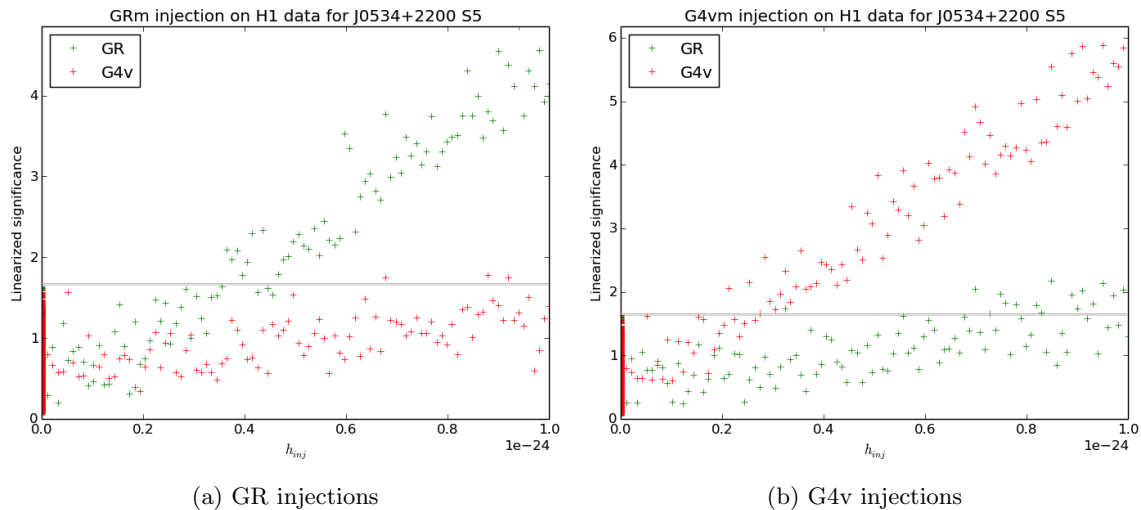 GRm injection on H1 data for J0534+2200 S5
GR
G4v
Linearized significance
4
3
2
1
0
0.0 0.2 0.4 0.6 0.8 1.0
1e−24
h_inj
(a) GR injections
G4vm injection on H1 data for J0534+2200 S5
GR
G4v
Linearized significance
6
5
4
3
2
1
0
0.0 0.2 0.4 0.6 0.8 1.0
1e−24
h_inj
(b) G4v injections